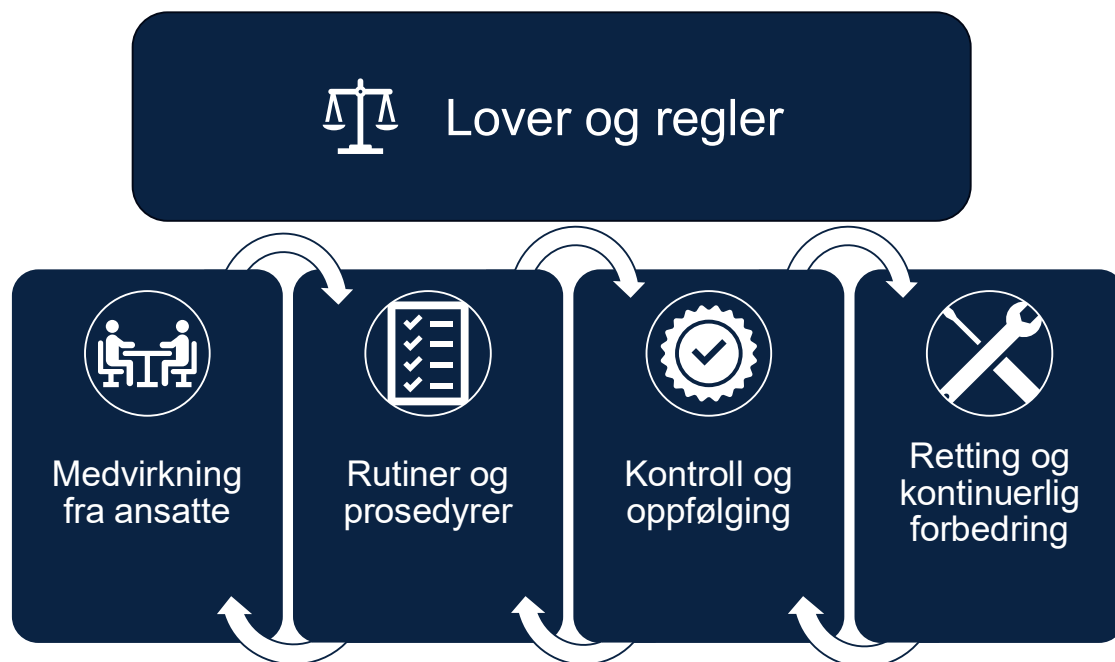 Lover og regler
Medvirkning
fra ansatte
Rutiner og
prosedyrer
Kontroll og
oppfølging
Retting og
kontinuerlig
forbedring